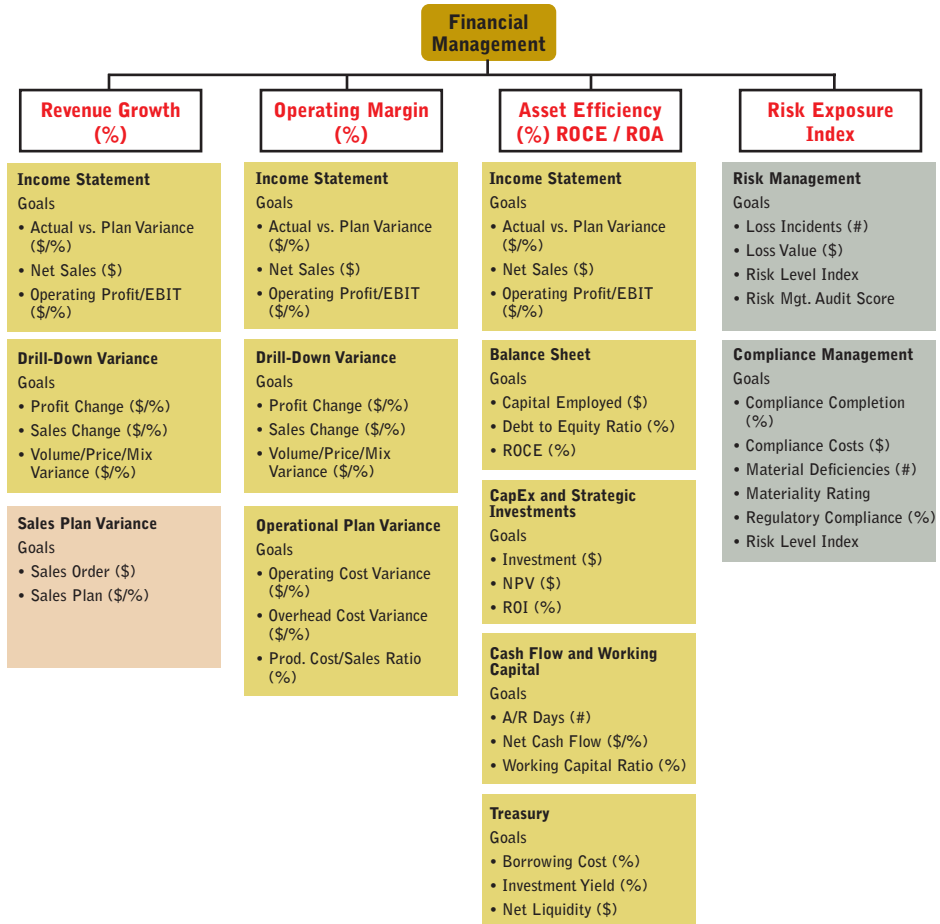 Financial
Management
Revenue Growth
(%)
Operating Margin
(%)
Asset Efficiency
(%) ROCE / ROA
Risk Exposure
Index
Income Statement
Goals
• Actual vs. Plan Variance
($/%)
• Net Sales ($)
• Operating Profit/EBIT
($/%)
Drill-Down Variance
Goals
• Profit Change ($/%)
• Sales Change ($/%)
• Volume/Price/Mix
Variance ($/%)
Sales Plan Variance
Goals
• Sales Order ($)
• Sales Plan ($/%)
Income Statement
Goals
• Actual vs. Plan Variance
($/%)
• Net Sales ($)
• Operating Profit/EBIT
($/%)
Drill-Down Variance
Goals
• Profit Change ($/%)
• Sales Change ($/%)
• Volume/Price/Mix
Variance ($/%)
Operational Plan Variance
Goals
• Operating Cost Variance
($/%)
• Overhead Cost Variance
($/%)
• Prod. Cost/Sales Ratio
(%)
Income Statement
Goals
• Actual vs. Plan Variance
($/%)
• Net Sales ($)
• Operating Profit/EBIT
($/%)
Balance Sheet
Goals
• Capital Employed ($)
• Debt to Equity Ratio (%)
• ROCE (%)
CapEx and Strategic
Investments
Goals
• Investment ($)
• NPV ($)
• ROI (%)
Cash Flow and Working
Capital
Goals
• A/R Days (#)
• Net Cash Flow ($/%)
• Working Capital Ratio (%)
Treasury
Goals
• Borrowing Cost (%)
• Investment Yield (%)
• Net Liquidity ($)
Risk Management
Goals
• Loss Incidents (#)
• Loss Value ($)
• Risk Level Index
• Risk Mgt. Audit Score
Compliance Management
Goals
• Compliance Completion
(%)
• Compliance Costs ($)
• Material Deficiencies (#)
• Materiality Rating
• Regulatory Compliance (%)
• Risk Level Index